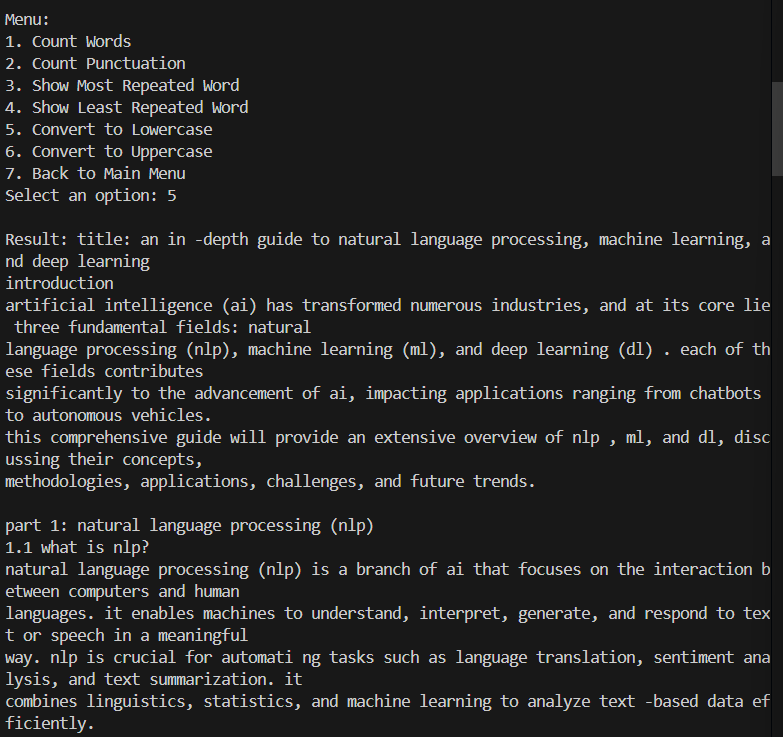 Menu:
1. Count Words
2. Count Punctuation
3. Show Most Repeated Word
4. Show Least Repeated Word
5. Convert to Lowercase
6. Convert to Uppercase
7. Back to Main Menu
Select an option: 5
Result: title: an in -depth guide to natural language processing, machine learning, a
nd deep learning
introduction
artificial intelligence (ai) has transformed numerous industries, and at its core lie
 three fundamental fields: natural
language processing (nlp), machine learning (ml), and deep learning (dl) . each of th
ese fields contributes
significantly to the advancement of ai, impacting applications ranging from chatbots
to autonomous vehicles.
this comprehensive guide will provide an extensive overview of nlp , ml, and dl, disc
ussing their concepts,
methodologies, applications, challenges, and future trends.
part 1: natural language processing (nlp)
1.1 what is nlp?
natural language processing (nlp) is a branch of ai that focuses on the interaction b
etween computers and human
languages. it enables machines to understand, interpret, generate, and respond to tex
t or speech in a meaningful
way. nlp is crucial for automati ng tasks such as language translation, sentiment ana
lysis, and text summarization. it
combines linguistics, statistics, and machine learning to analyze text -based data ef
ficiently.